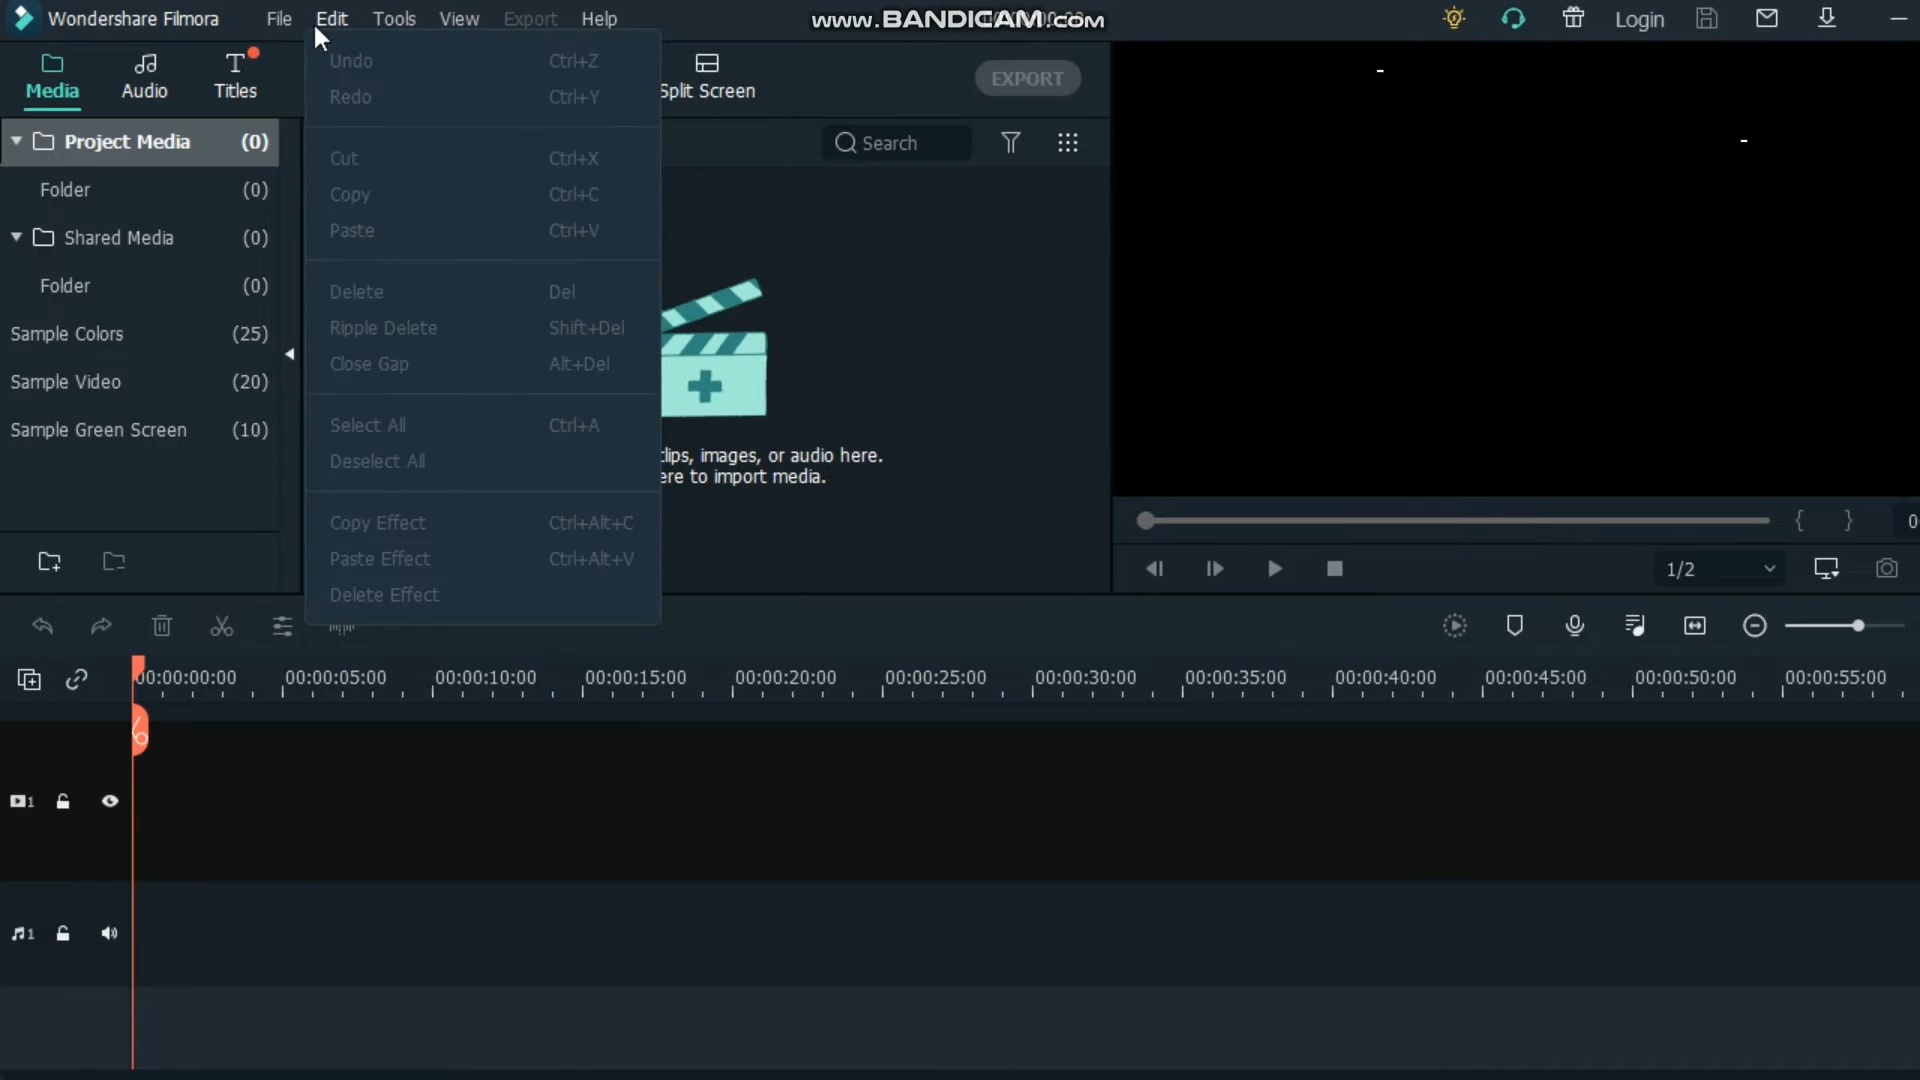 Wondershare Filmora
File Edit Tools View Export Help
www.BANDICAM.com
Login
Media Audio Titles
Split Screen
EXPORT
Project Media (0)
Folder (0)
Shared Media (0)
Folder (0)
Sample Colors (25)
Sample Video (20)
Sample Green Screen (10)
Undo Ctrl+Z
Redo Ctrl+Y
Cut Ctrl+X
Copy Ctrl+C
Paste Ctrl+V
Delete Del
Ripple Delete Shift+Del
Close Gap Alt+Del
Select All Ctrl+A
Deselect All
Copy Effect Ctrl+Alt+C
Paste Effect Ctrl+Alt+V
Delete Effect
Search
clips, images, or audio here.
ere to import media.
{ } 0
1/2
00:00:00:00 00:00:05:00 00:00:10:00 00:00:15:00 00:00:20:00 00:00:25:00 00:00:30:00 00:00:35:00 00:00:40:00 00:00:45:00 00:00:50:00 00:00:55:00
1
1